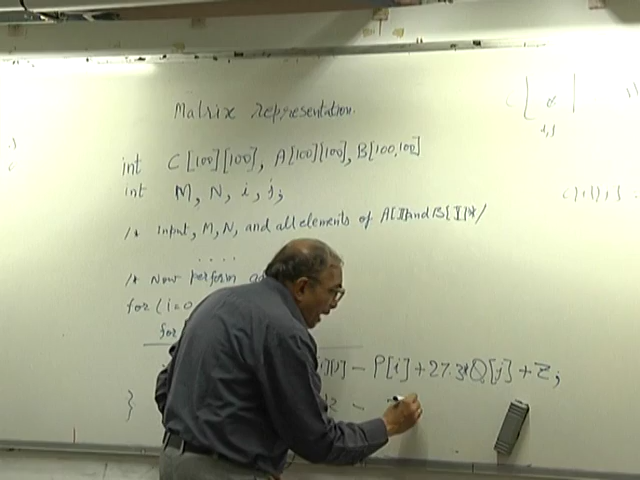 Matrix representation.
int C[100][100], A[100][100], B[100,100]
int M, N, i, j;
/* input, M, N, and all elements of A[][] and B[][]*/
....
/* Now perform
for (i=0
for
][j] - P[i]+27.3*Q[j]+Z;
}